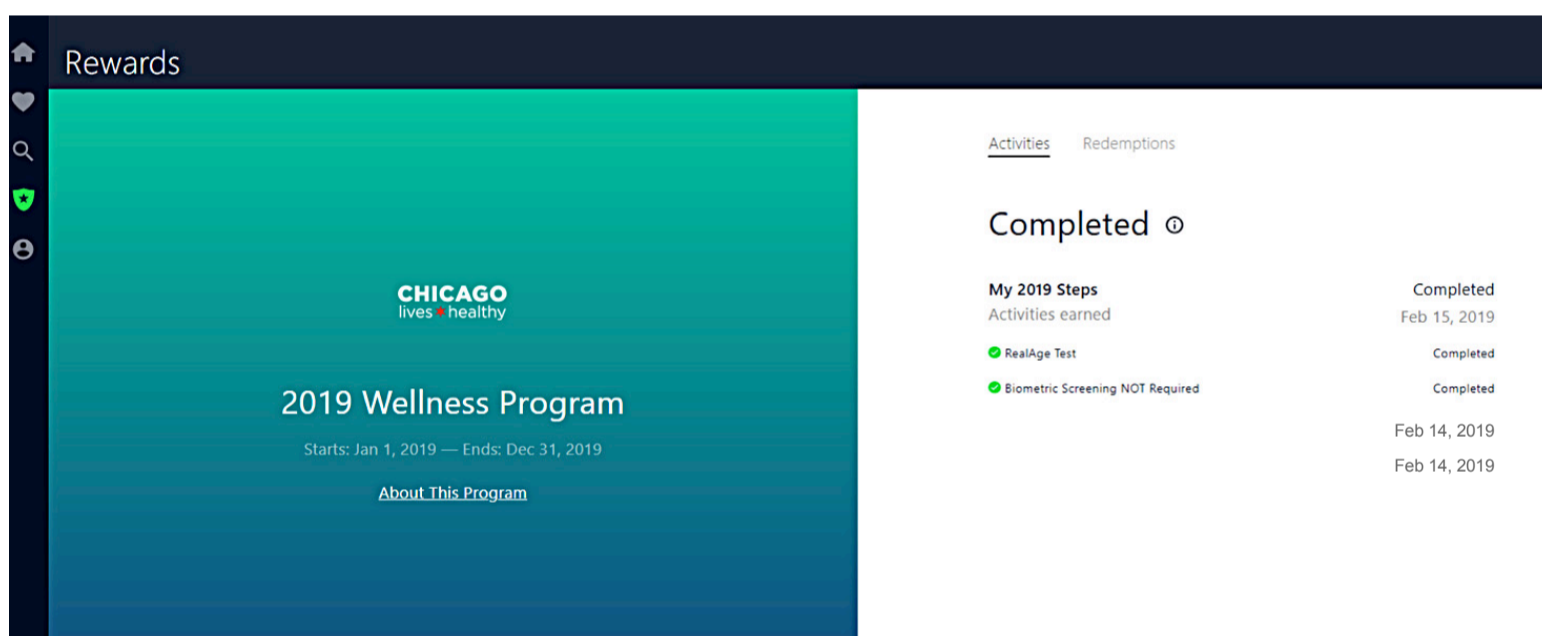 Rewards
CHICAGO
lives*healthy
2019 Wellness Program
Starts: Jan 1, 2019 — Ends: Dec 31, 2019
About This Program
Activities Redemptions
Completed
My 2019 Steps Completed
Activities earned Feb 15, 2019
RealAge Test Completed
Biometric Screening NOT Required Completed
Feb 14, 2019
Feb 14, 2019